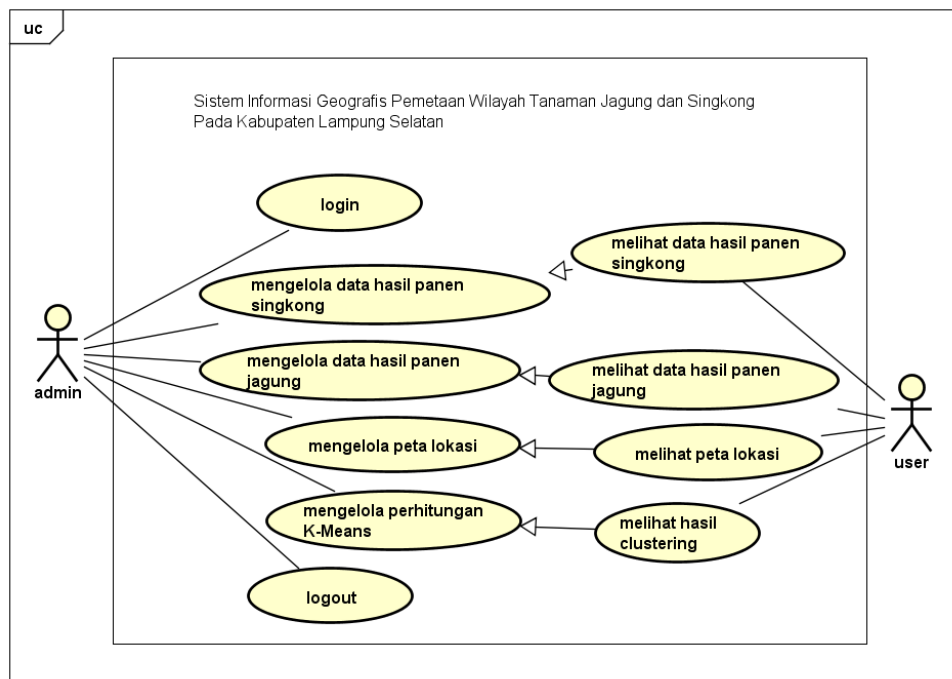 uc
Sistem Informasi Geografis Pemetaan Wilayah Tanaman Jagung dan Singkong
Pada Kabupaten Lampung Selatan
login
melihat data hasil panen
singkong
mengelola data hasil panen
singkong
mengelola data hasil panen
jagung
melihat data hasil panen
jagung
admin
mengelola peta lokasi
melihat peta lokasi
user
mengelola perhitungan
K-Means
melihat hasil
clustering
logout